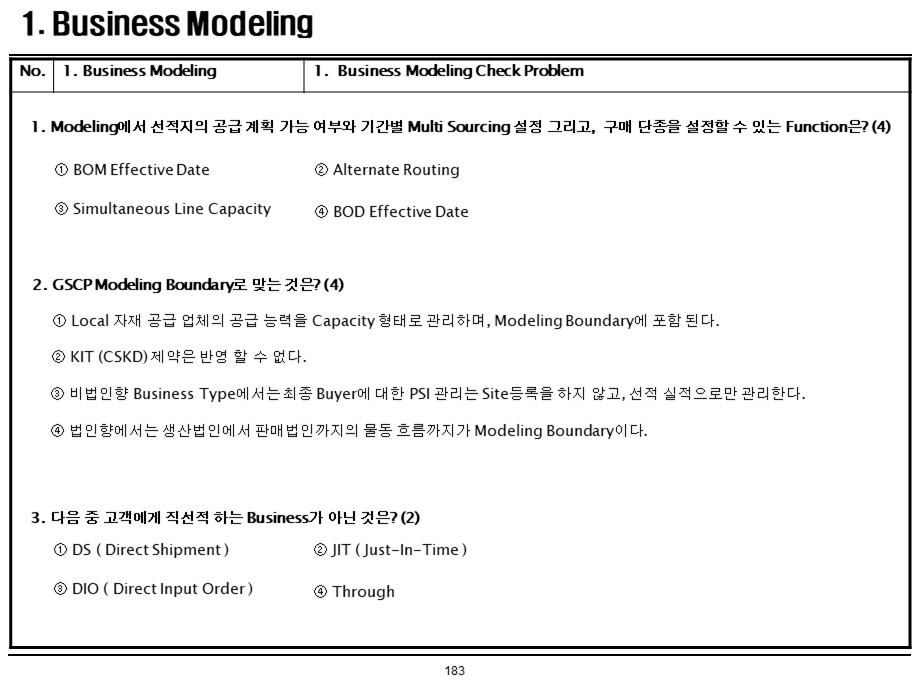 1. Business Modeling
No. 1. Business Modeling 1. Business Modeling Check Problem
1. Modeling에서 선적지의 공급 계획 가능 여부와 기간별 Multi Sourcing 설정 그리고, 구매 단종을 설정할 수 있는 Function은? (4)
① BOM Effective Date ② Alternate Routing
③ Simultaneous Line Capacity ④ BOD Effective Date
2. GSCP Modeling Boundary로 맞는 것은? (4)
① Local 자재 공급 업체의 공급 능력을 Capacity 형태로 관리하며, Modeling Boundary에 포함 된다.
② KIT (CSKD) 제약은 반영 할 수 없다.
③ 비법인향 Business Type에서는 최종 Buyer에 대한 PSI 관리는 Site등록을 하지 않고, 선적 실적으로만 관리한다.
④ 법인향에서는 생산법인에서 판매법인까지의 물동 흐름까지가 Modeling Boundary이다.
3. 다음 중 고객에게 직선적 하는 Business가 아닌 것은? (2)
① DS ( Direct Shipment ) ② JIT ( Just-In-Time )
③ DIO ( Direct Input Order ) ④ Through
183